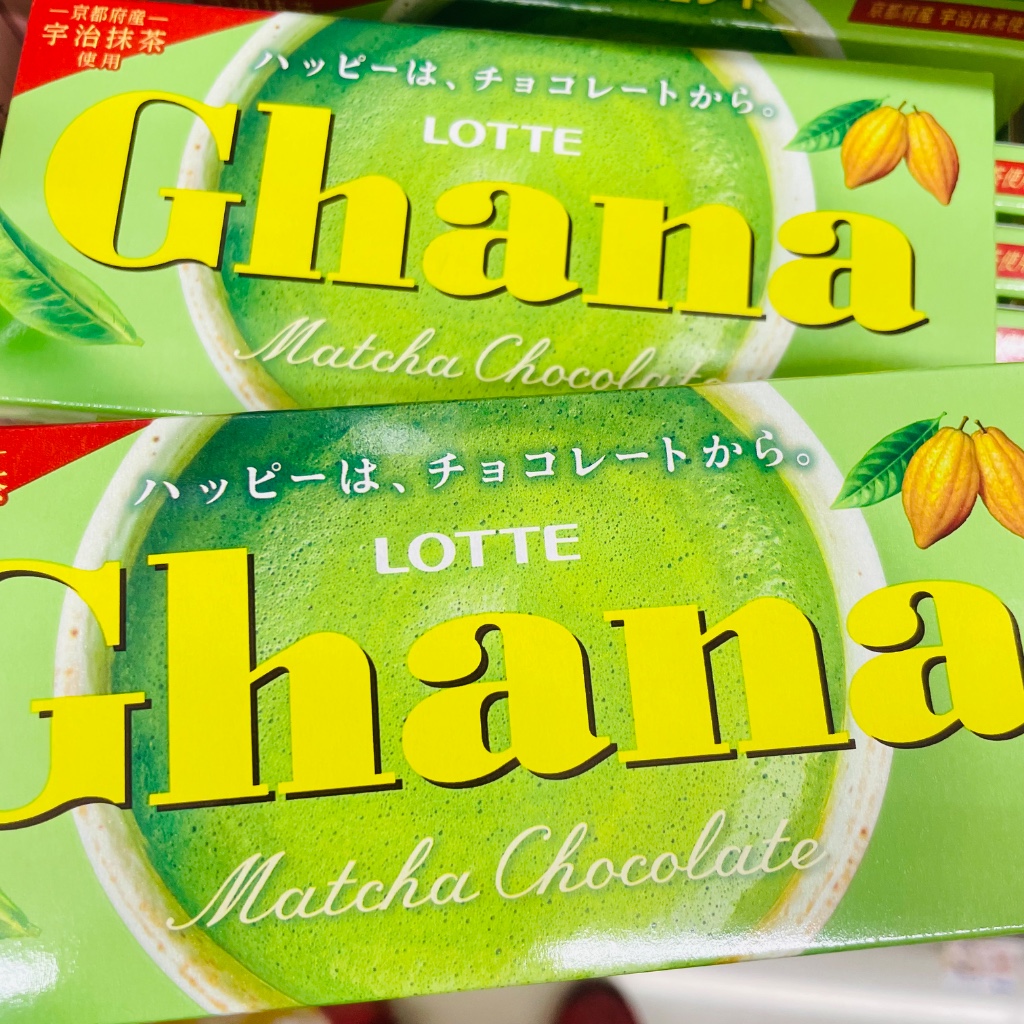 京都府産 宇治抹茶使
—京都府産—
宇治抹茶
使用
ハッピーは、チョコレートから。
LOTTE
Ghana
Matcha Chocolate
ハッピーは、チョコレートから。
LOTTE
Ghana
Matcha Chocolate